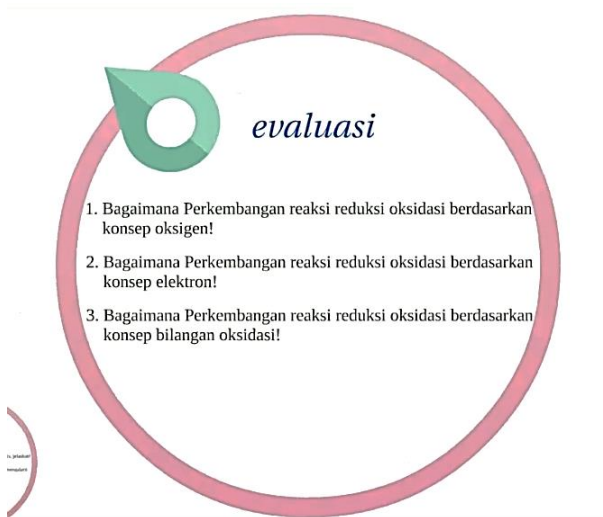 evaluasi
1. Bagaimana Perkembangan reaksi reduksi oksidasi berdasarkan
konsep oksigen!
2. Bagaimana Perkembangan reaksi reduksi oksidasi berdasarkan
konsep elektron!
3. Bagaimana Perkembangan reaksi reduksi oksidasi berdasarkan
konsep bilangan oksidasi!